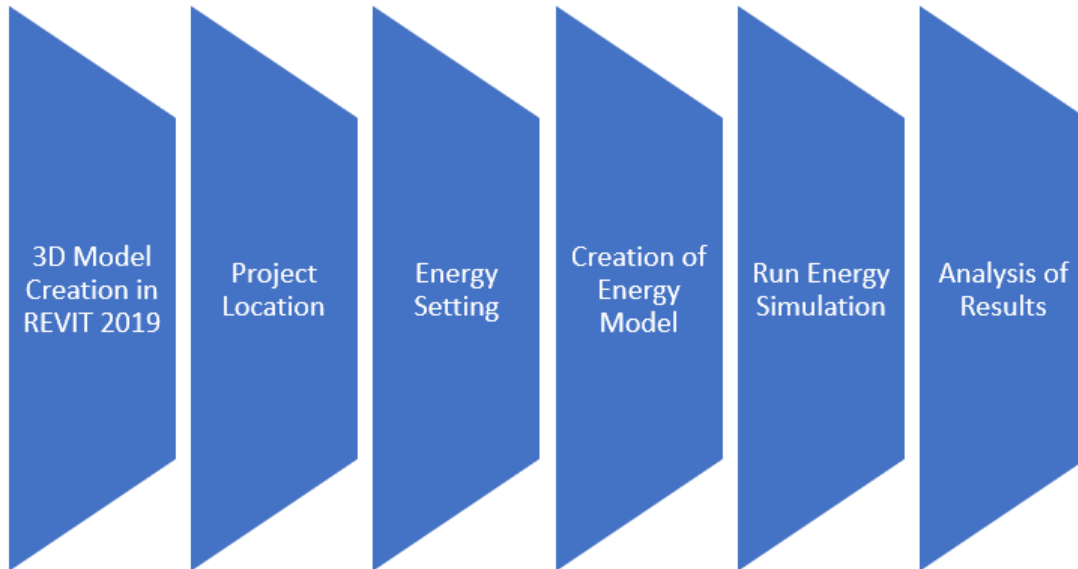 3D Model
Creation in
REVIT 2019
Project
Location
Energy
Setting
Creation of
Energy
Model
Run Energy
Simulation
Analysis of
Results